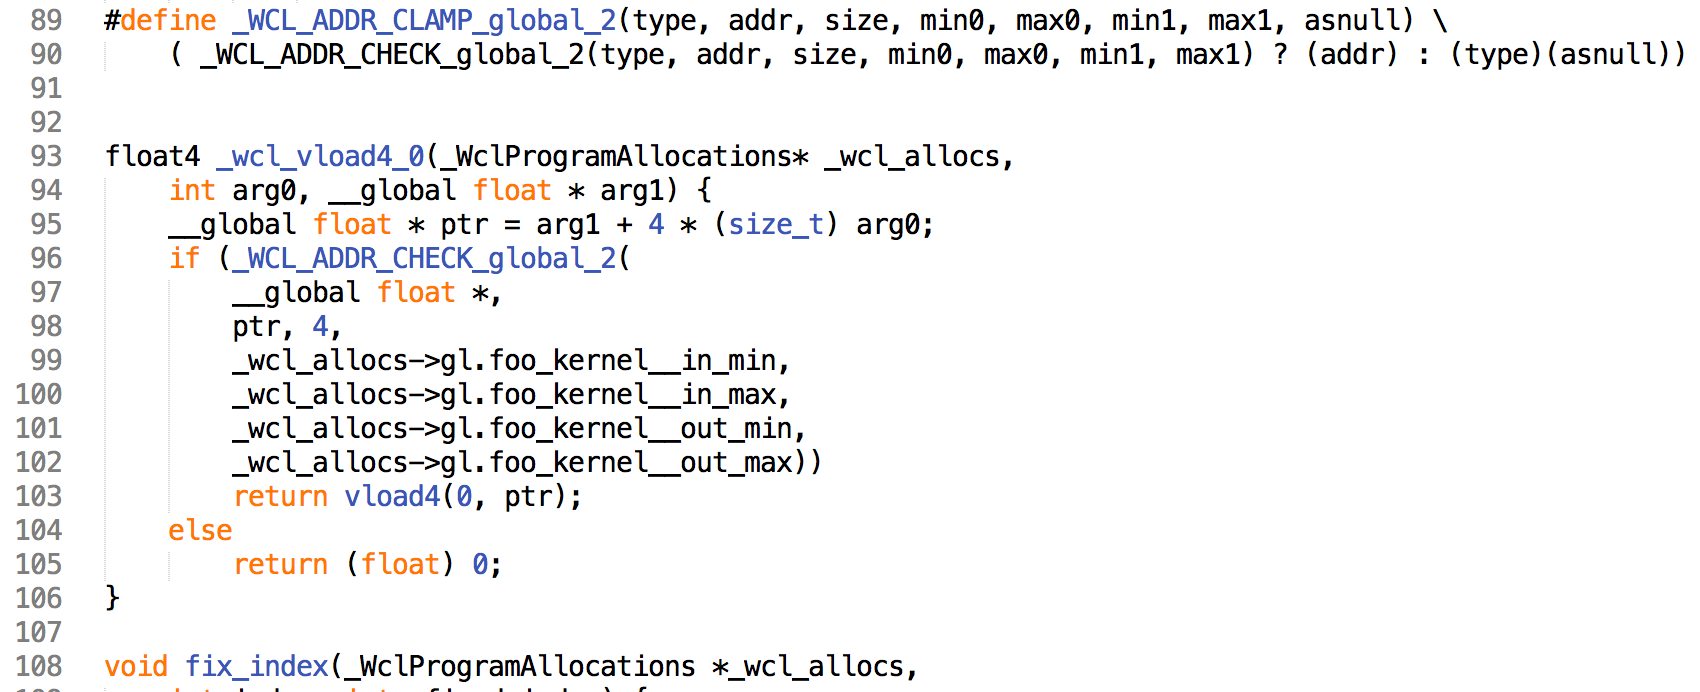 89 #define _WCL_ADDR_CLAMP_global_2(type, addr, size, min0, max0, min1, max1, asnull) \
90 ( _WCL_ADDR_CHECK_global_2(type, addr, size, min0, max0, min1, max1) ? (addr) : (type)(asnull))
91
92
93 float4 _wcl_vload4_0(_WclProgramAllocations* _wcl_allocs,
94 int arg0, __global float * arg1) {
95 __global float * ptr = arg1 + 4 * (size_t) arg0;
96 if (_WCL_ADDR_CHECK_global_2(
97 __global float *,
98 ptr, 4,
99 _wcl_allocs->gl.foo_kernel__in_min,
100 _wcl_allocs->gl.foo_kernel__in_max,
101 _wcl_allocs->gl.foo_kernel__out_min,
102 _wcl_allocs->gl.foo_kernel__out_max))
103 return vload4(0, ptr);
104 else
105 return (float) 0;
106 }
107
108 void fix_index(_WclProgramAllocations *_wcl_allocs,